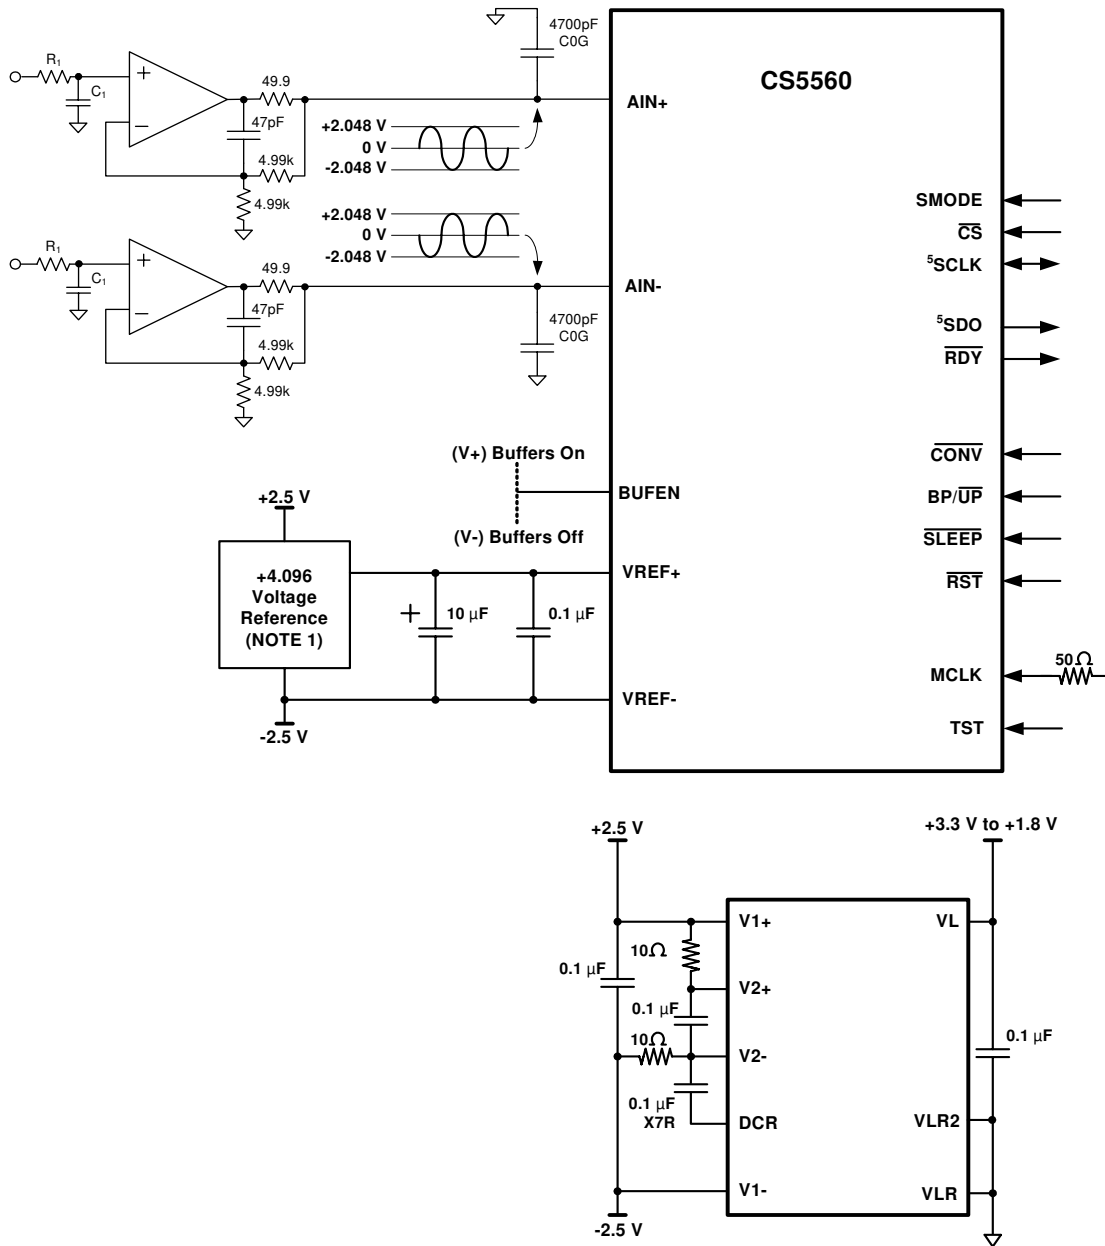 4700pF
C0G
R1
C1
49.9
47pF
4.99k
4.99k
+2.048 V
0 V
-2.048 V
CS5560
AIN+
+2.048 V
0 V
-2.048 V
R1
C1
49.9
47pF
4.99k
4.99k
AIN-
4700pF
C0G
SMODE
CS
5SCLK
5SDO
RDY
CONV
BP/UP
SLEEP
RST
50Ω
MCLK
TST
(V+) Buffers On
BUFEN
(V-) Buffers Off
+2.5 V
+4.096
Voltage
Reference
(NOTE 1)
+
10 µF
0.1 µF
VREF+
VREF-
-2.5 V
+2.5 V
+3.3 V to +1.8 V
V1+
VL
10Ω
0.1 µF
V2+
0.1 µF
10Ω
V2-
0.1 µF
0.1 µF
X7R
DCR
VLR2
V1-
VLR
-2.5 V